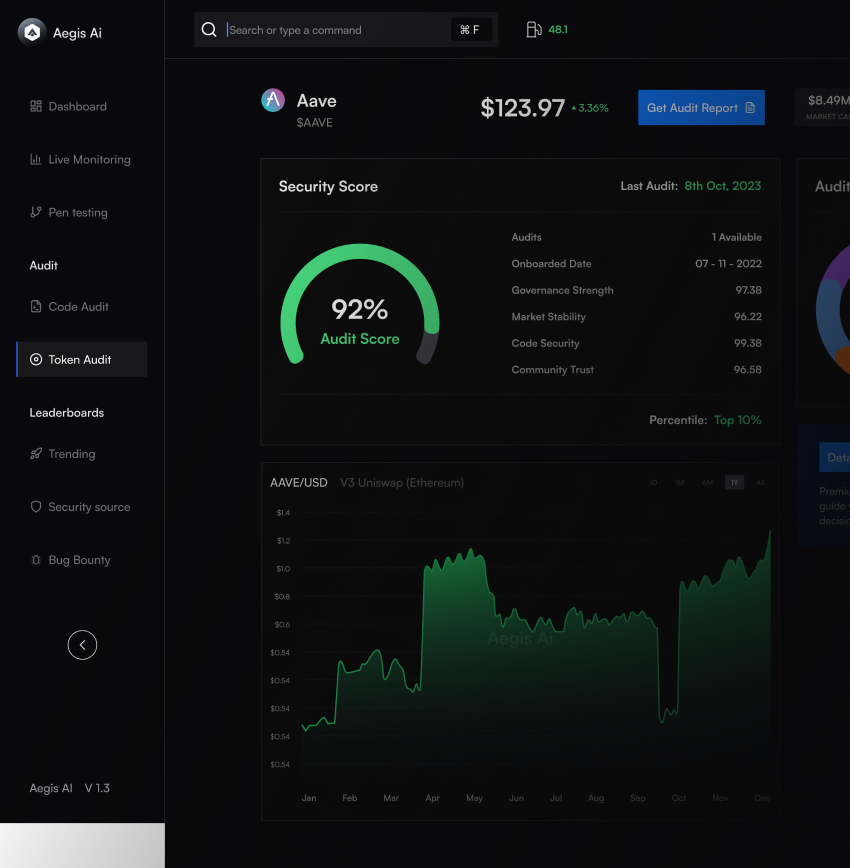 Aegis Ai
Dashboard
Live Monitoring
Pen testing
Audit
Code Audit
Token Audit
Leaderboards
Trending
Security source
Bug Bounty
Aegis AI V 1.3
Search or type a command ⌘ F
48.1
Aave
$AAVE
$123.97 3.36%
Get Audit Report
$8.49M
MARKET CA
Security Score
Last Audit: 8th Oct, 2023
92%
Audit Score
Audits 1 Available
Onboarded Date 07 - 11 - 2022
Governance Strength 97.38
Market Stability 96.22
Code Security 99.38
Community Trust 96.58
Percentile: Top 10%
Audit
AAVE/USD V3 Uniswap (Ethereum)
1D 1M 6M 1Y All
$1.4
$1.2
$1.0
$0.8
$0.6
$0.54
$0.54
$0.54
$0.54
$0.54
Aegis Ai
Jan Feb Mar Apr May Jun Jul Aug Sep Oct Nov Dec
Deta
Premiu
guide
decisio